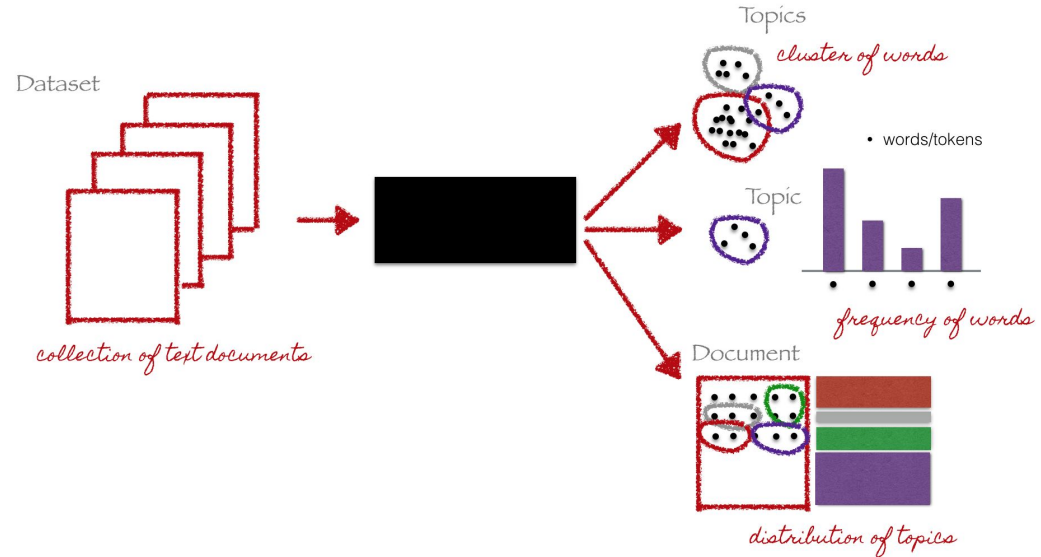 Dataset
collection of text documents
Topics
cluster of words
words/tokens
Topic
frequency of words
Document
distribution of topics